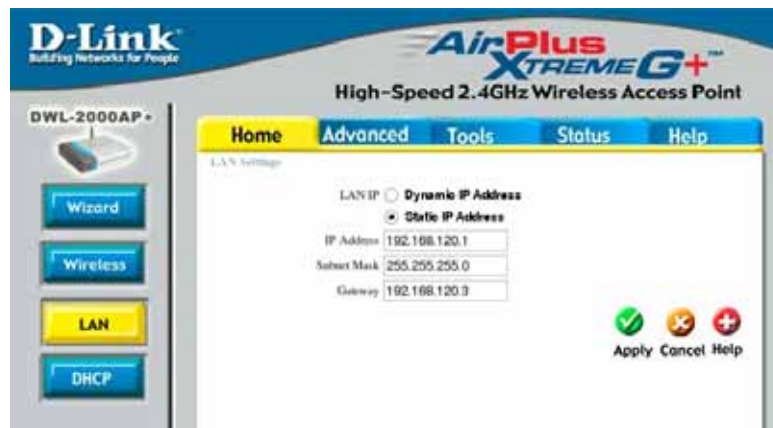 D-Link
Building Networks for People
AirPlus
XTREME G+™
High-Speed 2.4GHz Wireless Access Point
DWL-2000AP+
Home Advanced Tools Status Help
LAN Settings
LAN IP Dynamic IP Address
Static IP Address
IP Address 192.168.120.1
Subnet Mask 255.255.255.0
Gateway 192.168.120.3
Wizard
Wireless
LAN
DHCP
Apply Cancel Help